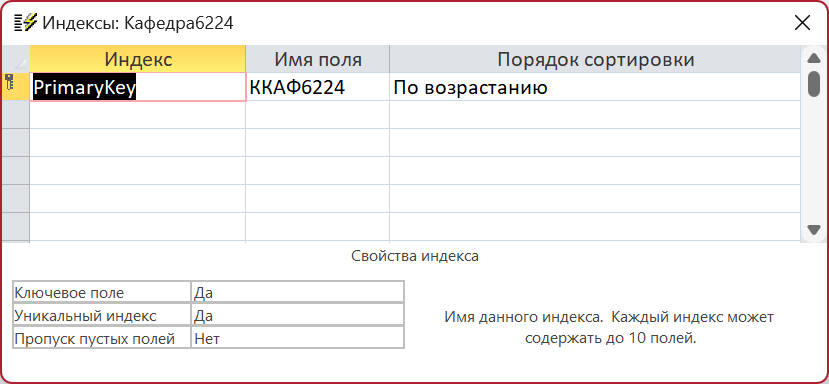 Индексы: Кафедра6224
Индекс Имя поля Порядок сортировки
PrimaryKey ККАФ6224 По возрастанию
Свойства индекса
Ключевое поле Да
Уникальный индекс Да
Пропуск пустых полей Нет
Имя данного индекса. Каждый индекс может
содержать до 10 полей.